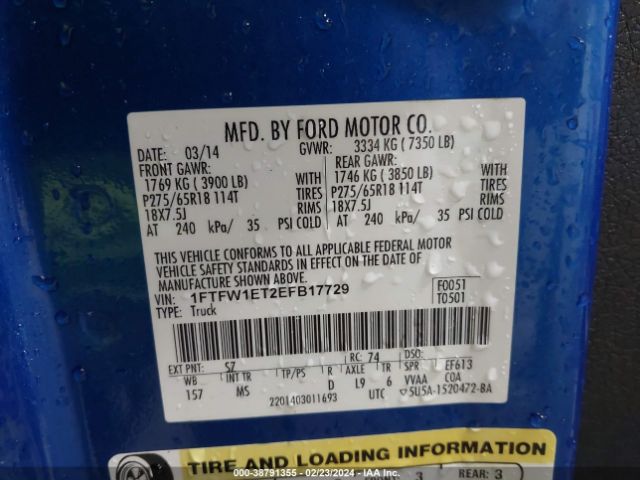 MFD. BY FORD MOTOR CO.
DATE: 03/14 GVWR: 3334 KG ( 7350 LB)
FRONT GAWR: REAR GAWR:
1769 KG ( 3900 LB) WITH 1746 KG ( 3850 LB) WITH
P275/65R18 114T TIRES P275/65R18 114T TIRES
18X7.5J RIMS 18X7.5J RIMS
AT 240 kPa/ 35 PSI COLD AT 240 kPa/ 35 PSI COLD
THIS VEHICLE CONFORMS TO ALL APPLICABLE FEDERAL MOTOR
VEHICLE SAFETY STANDARDS IN EFFECT ON THE DATE OF
MANUFACTURE SHOWN ABOVE.
VIN: 1FTFW1ET2EFB17729 F0051
TYPE: Truck T0501
EXT PNT: SZ RC: 74 DSO:
WB INT TR TP/PS R AXLE TR SPR EF613
157 MS D L9 6 VVAA COA
2201403011693 UTC 5U5A-1520472-BA
TIRE AND LOADING INFORMATION
3 REAR: 3
© 000-38791355 - 02/23/2024 - IAA Inc.